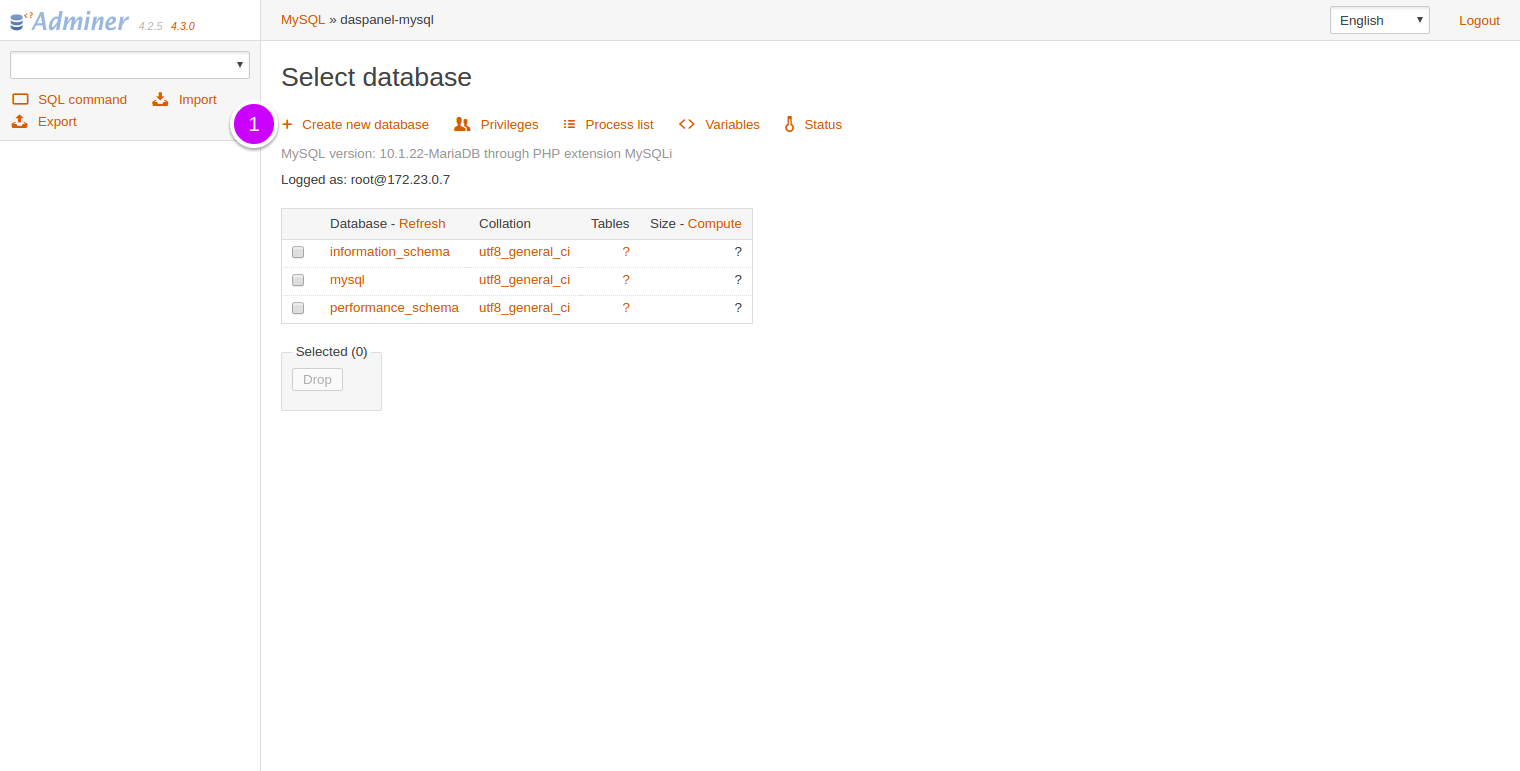 Adminer 4.2.5 4.3.0
MySQL » daspanel-mysql
English
Logout
SQL command
Import
Export
Select database
1
Create new database
Privileges
Process list
Variables
Status
MySQL version: 10.1.22-MariaDB through PHP extension MySQLi
Logged as: root@172.23.0.7
Database - Refresh Collation Tables Size - Compute
information_schema utf8_general_ci ? ?
mysql utf8_general_ci ? ?
performance_schema utf8_general_ci ? ?
Selected (0)
Drop